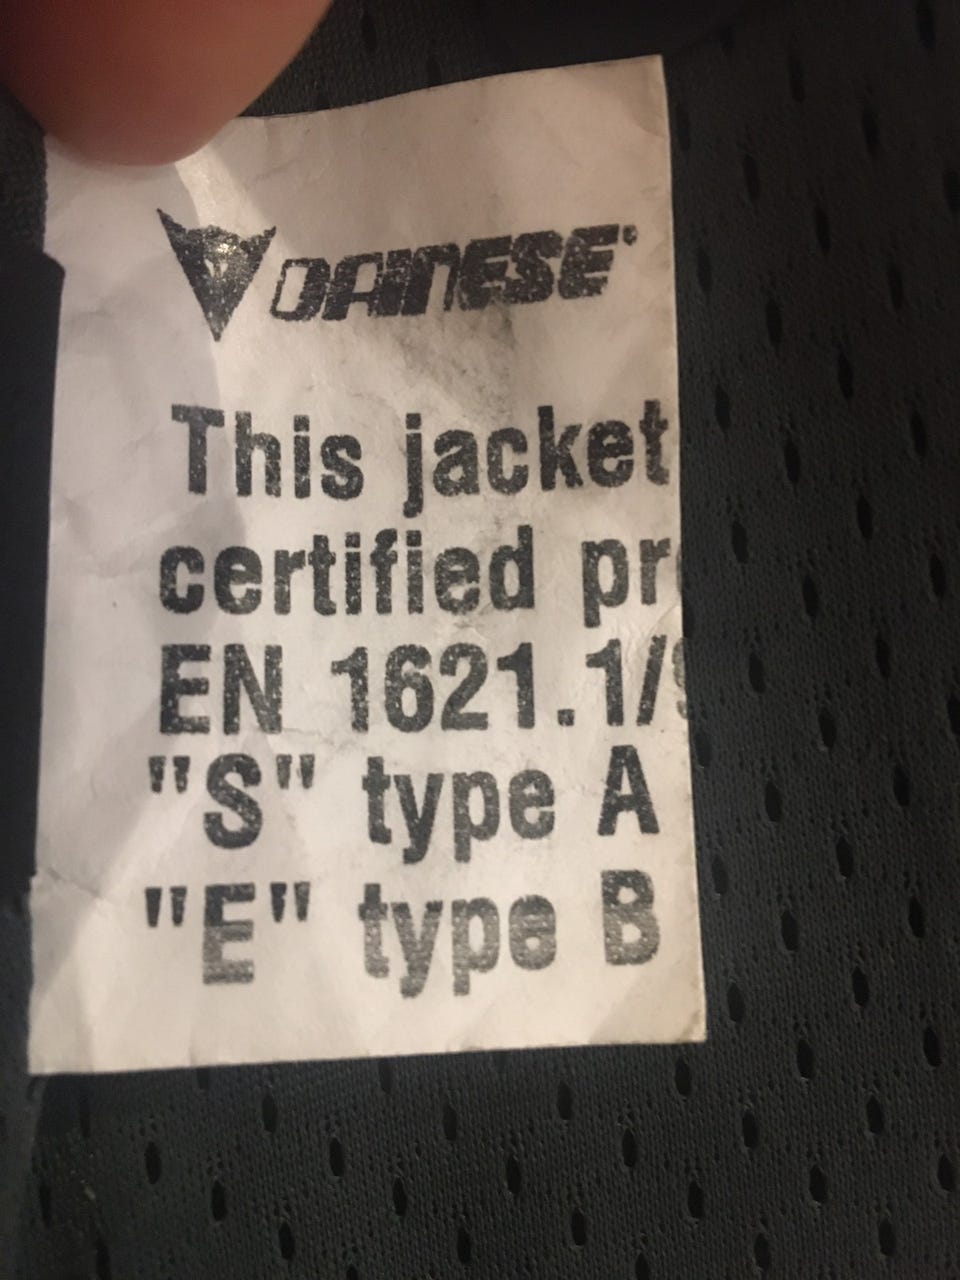 DAINESE
This jacket
certified pr
EN 1621.1/
"S" type A
"E" type B